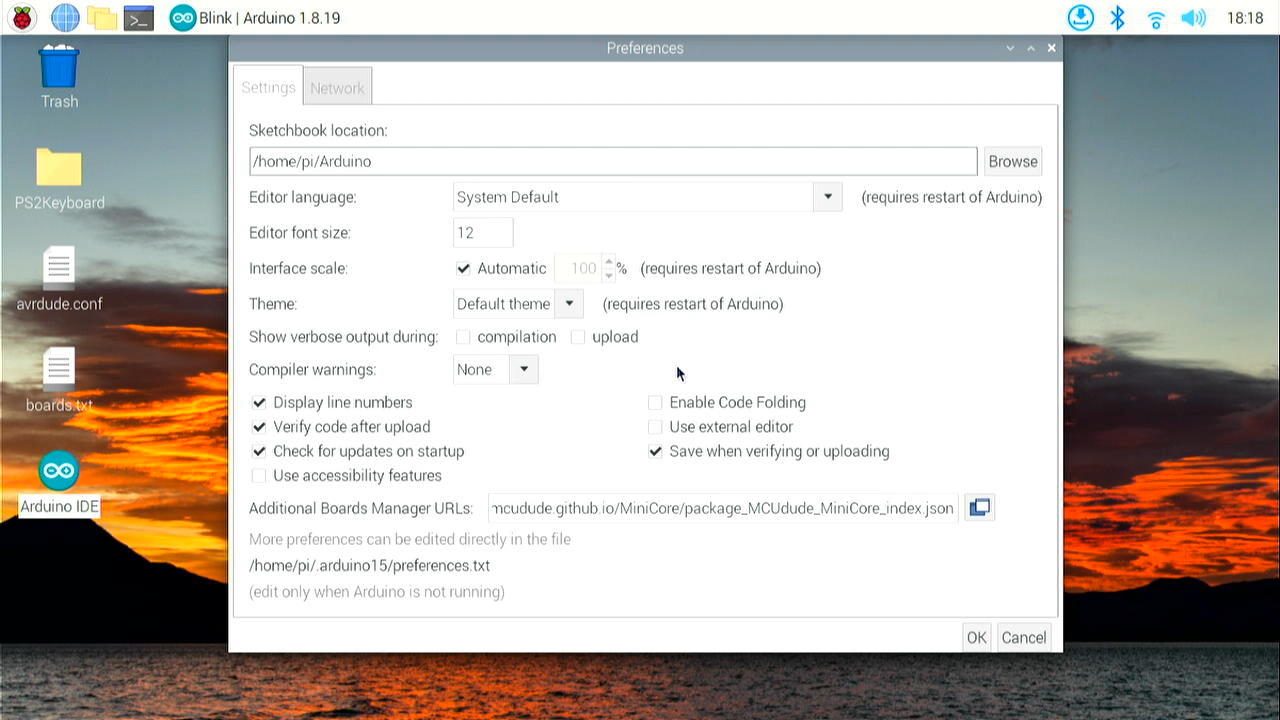 Blink | Arduino 1.8.19
18:18
Preferences
Trash
PS2Keyboard
avrdude.conf
boards.txt
Arduino IDE
Settings
Network
Sketchbook location:
/home/pi/Arduino
Browse
Editor language:
System Default
(requires restart of Arduino)
Editor font size:
12
Interface scale:
Automatic
100
%
(requires restart of Arduino)
Theme:
Default theme
(requires restart of Arduino)
Show verbose output during:
compilation
upload
Compiler warnings:
None
Display line numbers
Enable Code Folding
Verify code after upload
Use external editor
Check for updates on startup
Save when verifying or uploading
Use accessibility features
Additional Boards Manager URLs:
mcudude.github.io/MiniCore/package_MCUdude_MiniCore_index.json
More preferences can be edited directly in the file
/home/pi/.arduino15/preferences.txt
(edit only when Arduino is not running)
OK
Cancel